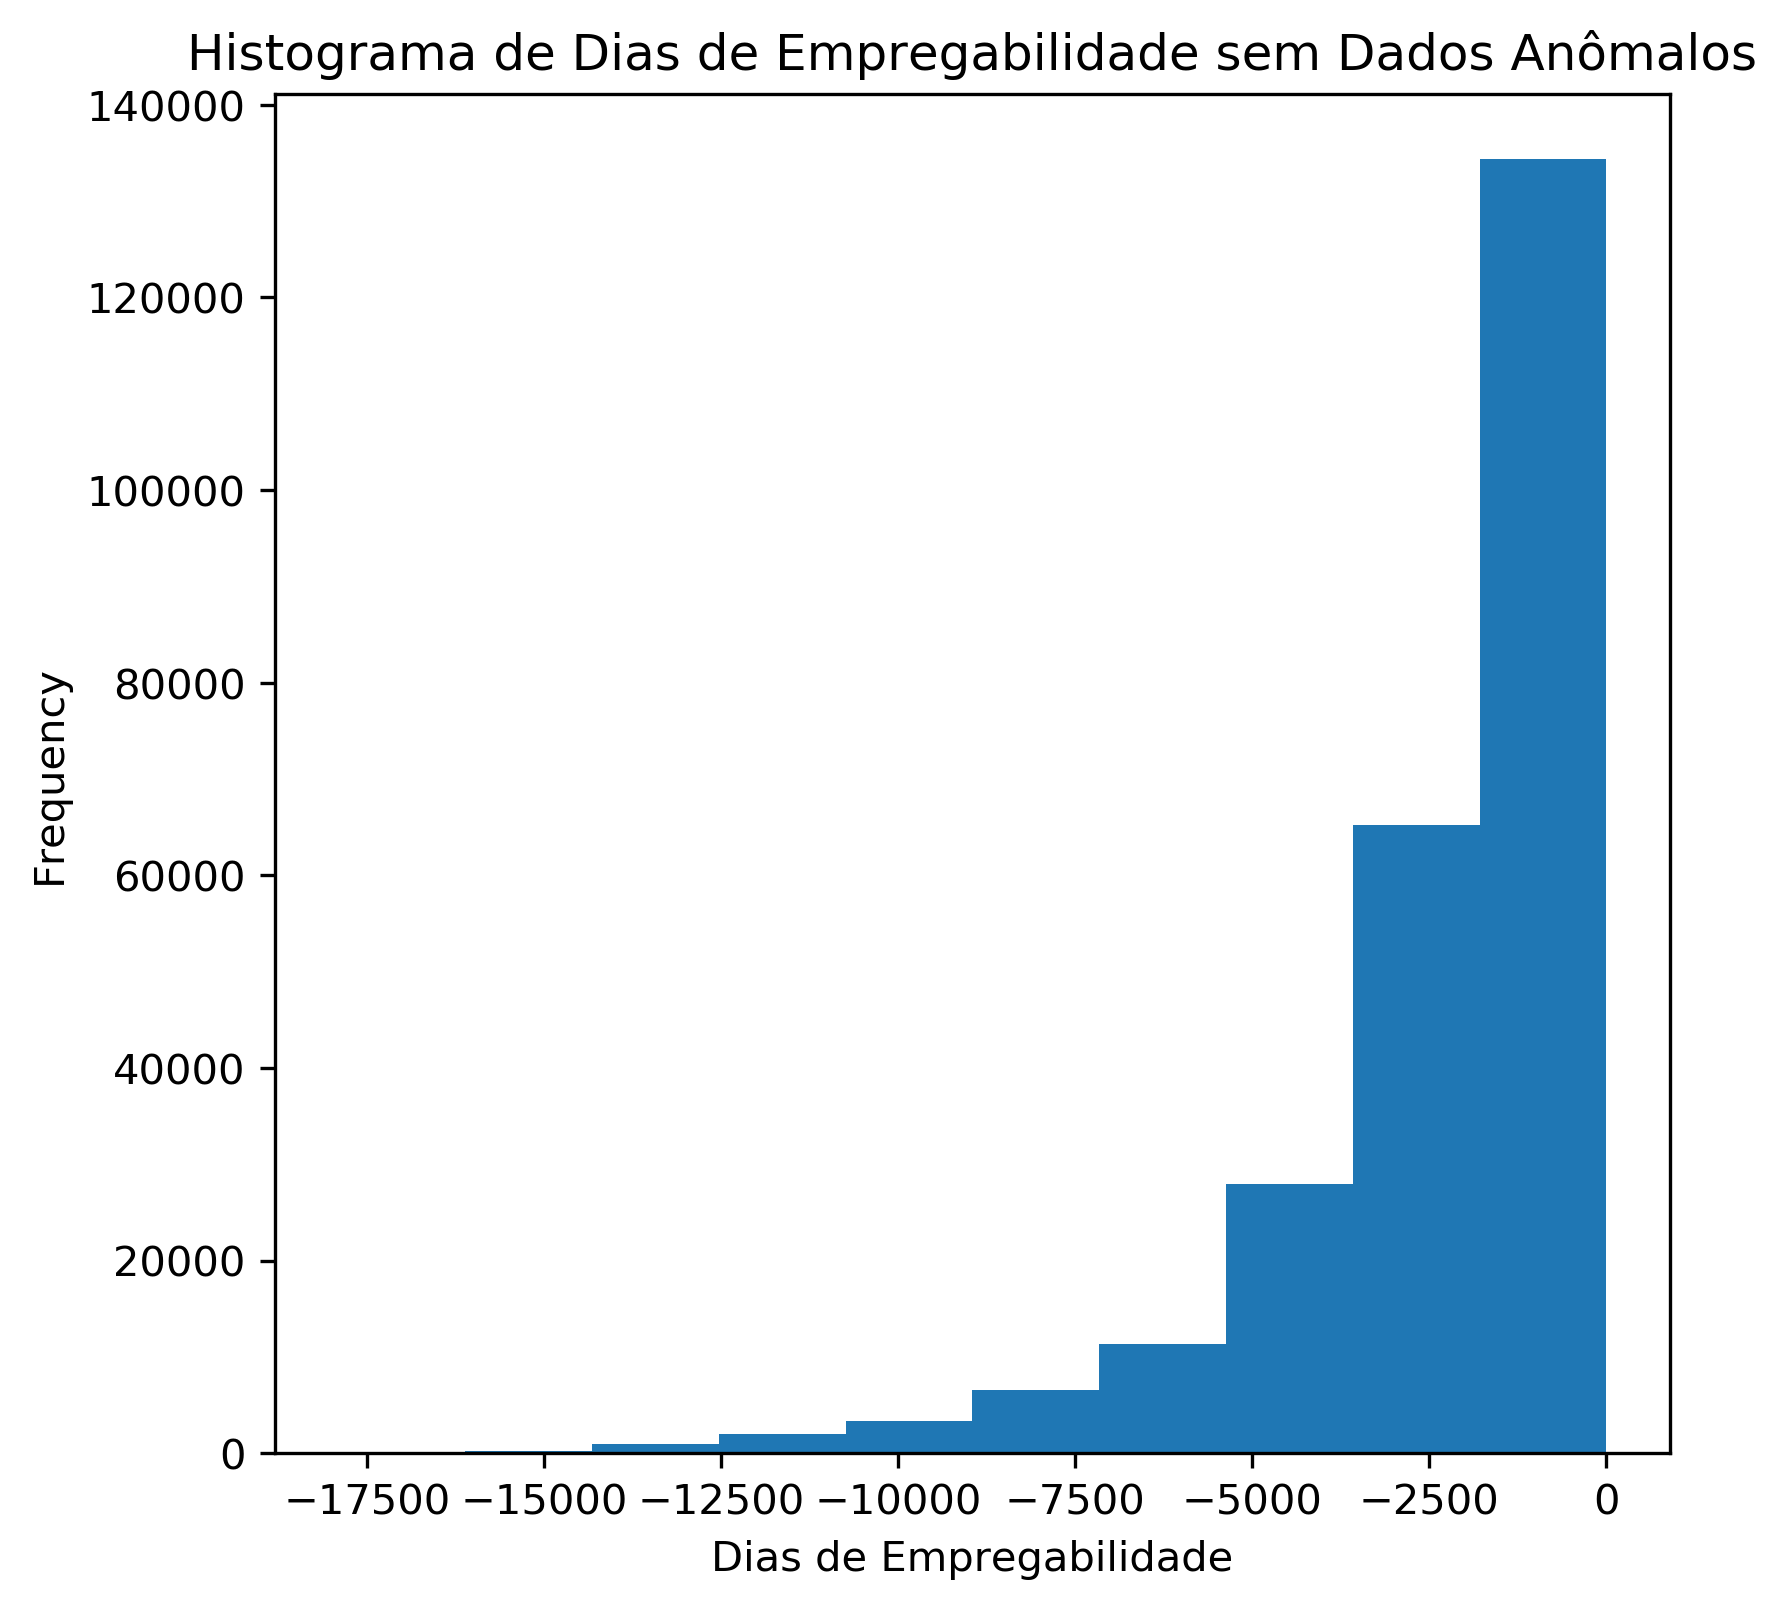 Histograma de Dias de Empregabilidade sem Dados Anômalos
140000
120000
100000
80000
60000
40000
20000
0
Frequency
−17500 −15000 −12500 −10000 −7500 −5000 −2500 0
Dias de Empregabilidade